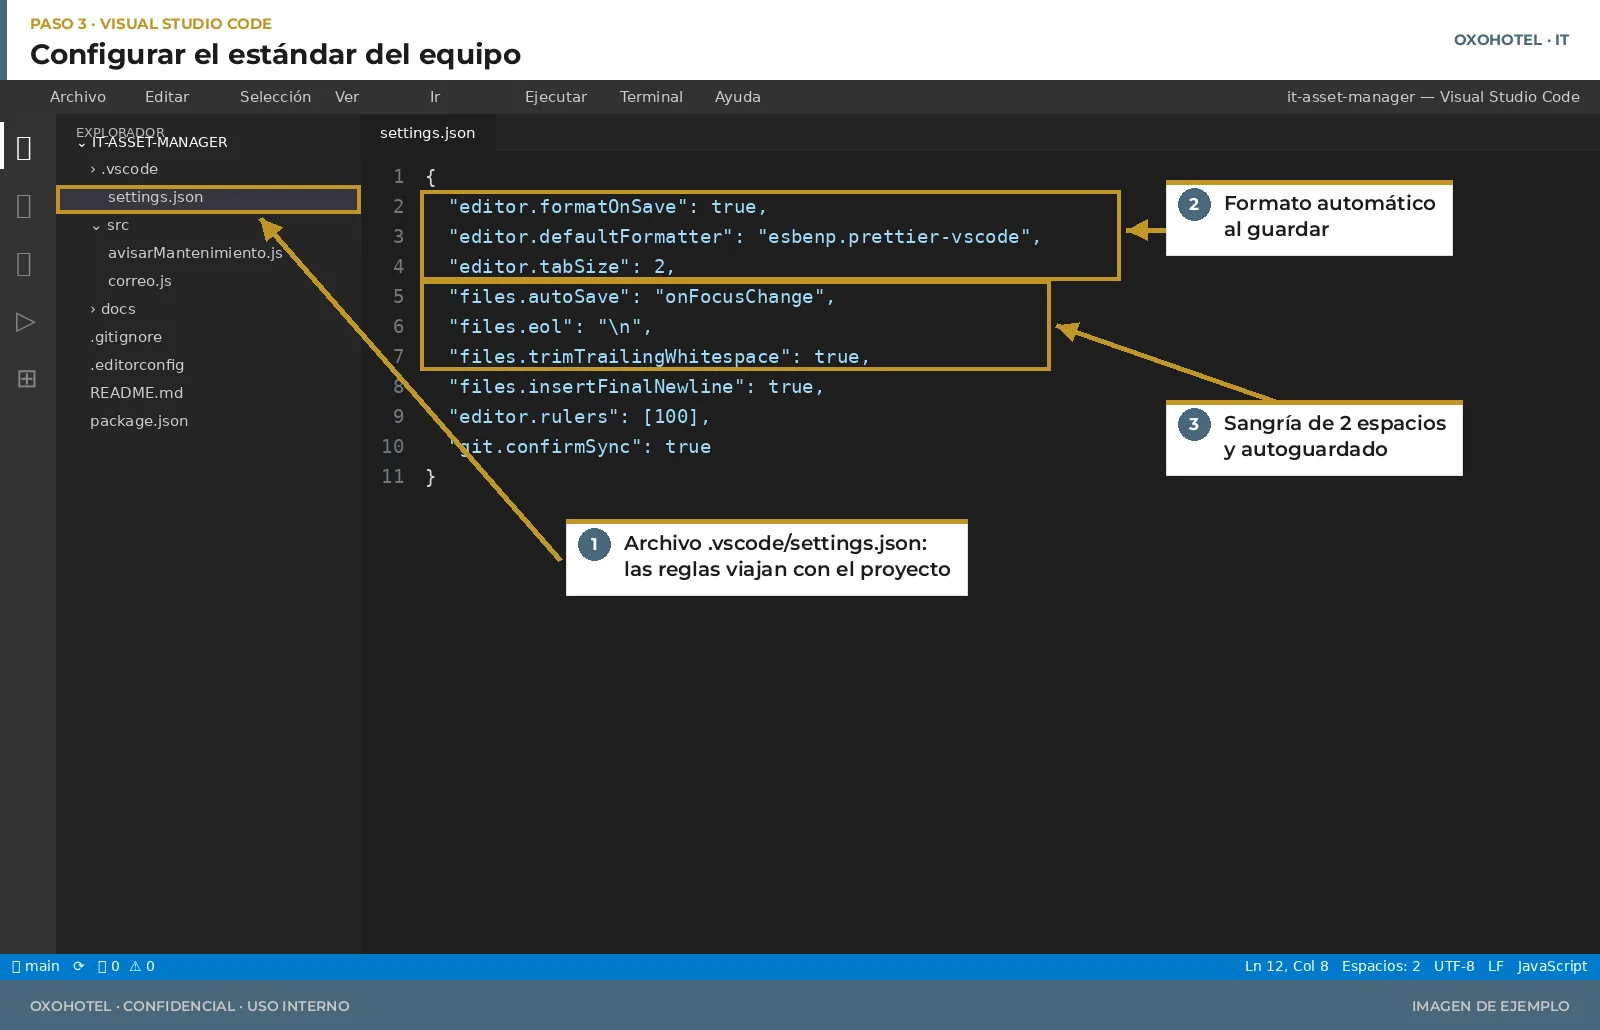 PASO 3 · VISUAL STUDIO CODE
Configurar el estándar del equipo
OXOHOTEL · IT
Archivo Editar Selección Ver Ir Ejecutar Terminal Ayuda
it-asset-manager — Visual Studio Code
EXPLORADOR
⌄ IT-ASSET-MANAGER
› .vscode
settings.json
⌄ src
avisarMantenimiento.js
correo.js
› docs
.gitignore
.editorconfig
README.md
package.json
settings.json
1 {
2 "editor.formatOnSave": true,
3 "editor.defaultFormatter": "esbenp.prettier-vscode",
4 "editor.tabSize": 2,
5 "files.autoSave": "onFocusChange",
6 "files.eol": "\n",
7 "files.trimTrailingWhitespace": true,
8 "files.insertFinalNewline": true,
9 "editor.rulers": [100],
10 "git.confirmSync": true
11 }
2 Formato automático
al guardar
3 Sangría de 2 espacios
y autoguardado
1 Archivo .vscode/settings.json:
las reglas viajan con el proyecto
main ⟳ 0 ⚠ 0
Ln 12, Col 8 Espacios: 2 UTF-8 LF JavaScript
OXOHOTEL · CONFIDENCIAL · USO INTERNO
IMAGEN DE EJEMPLO